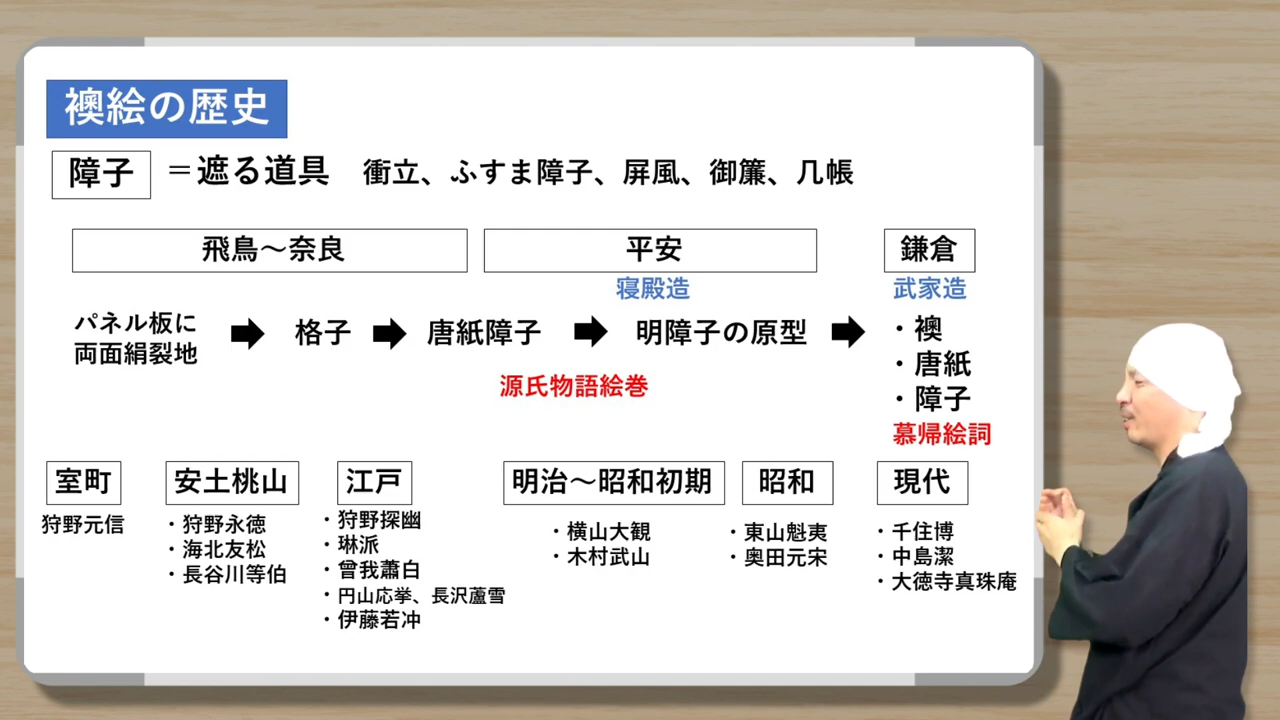 襖絵の歴史
障子 ＝遮る道具 衝立、ふすま障子、屏風、御簾、几帳
飛鳥～奈良 平安 鎌倉
寝殿造 武家造
パネル板に
両面絹裂地
格子
唐紙障子
明障子の原型
・襖
・唐紙
・障子
源氏物語絵巻
慕帰絵詞
室町
狩野元信
安土桃山
・狩野永徳
・海北友松
・長谷川等伯
江戸
・狩野探幽
・琳派
・曾我蕭白
・円山応挙、長沢蘆雪
・伊藤若冲
明治～昭和初期
・横山大観
・木村武山
昭和
・東山魁夷
・奥田元宋
現代
・千住博
・中島潔
・大徳寺真珠庵